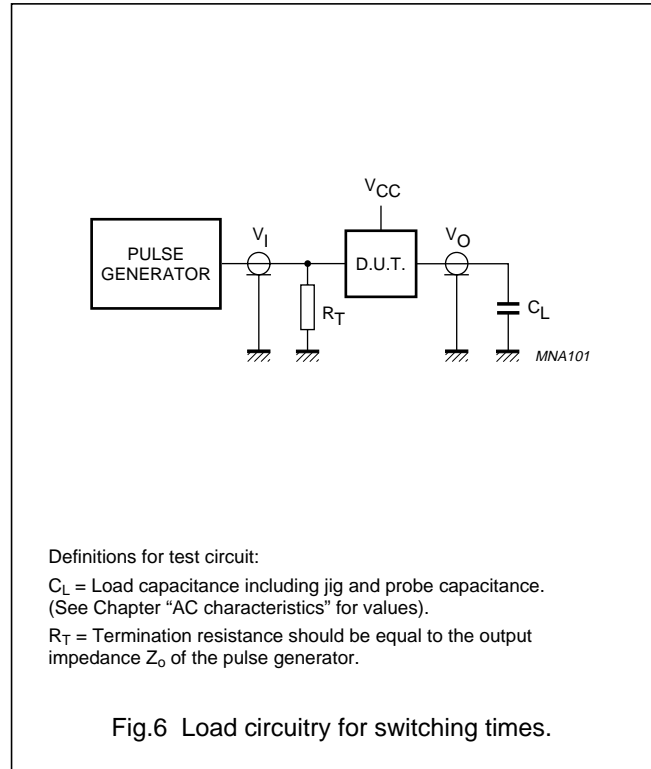 V_CC
V_I
V_O
PULSE
GENERATOR
D.U.T.
R_T
C_L
MNA101
Definitions for test circuit:
C_L = Load capacitance including jig and probe capacitance.
(See Chapter “AC characteristics” for values).
R_T = Termination resistance should be equal to the output
impedance Z_o of the pulse generator.
Fig.6 Load circuitry for switching times.